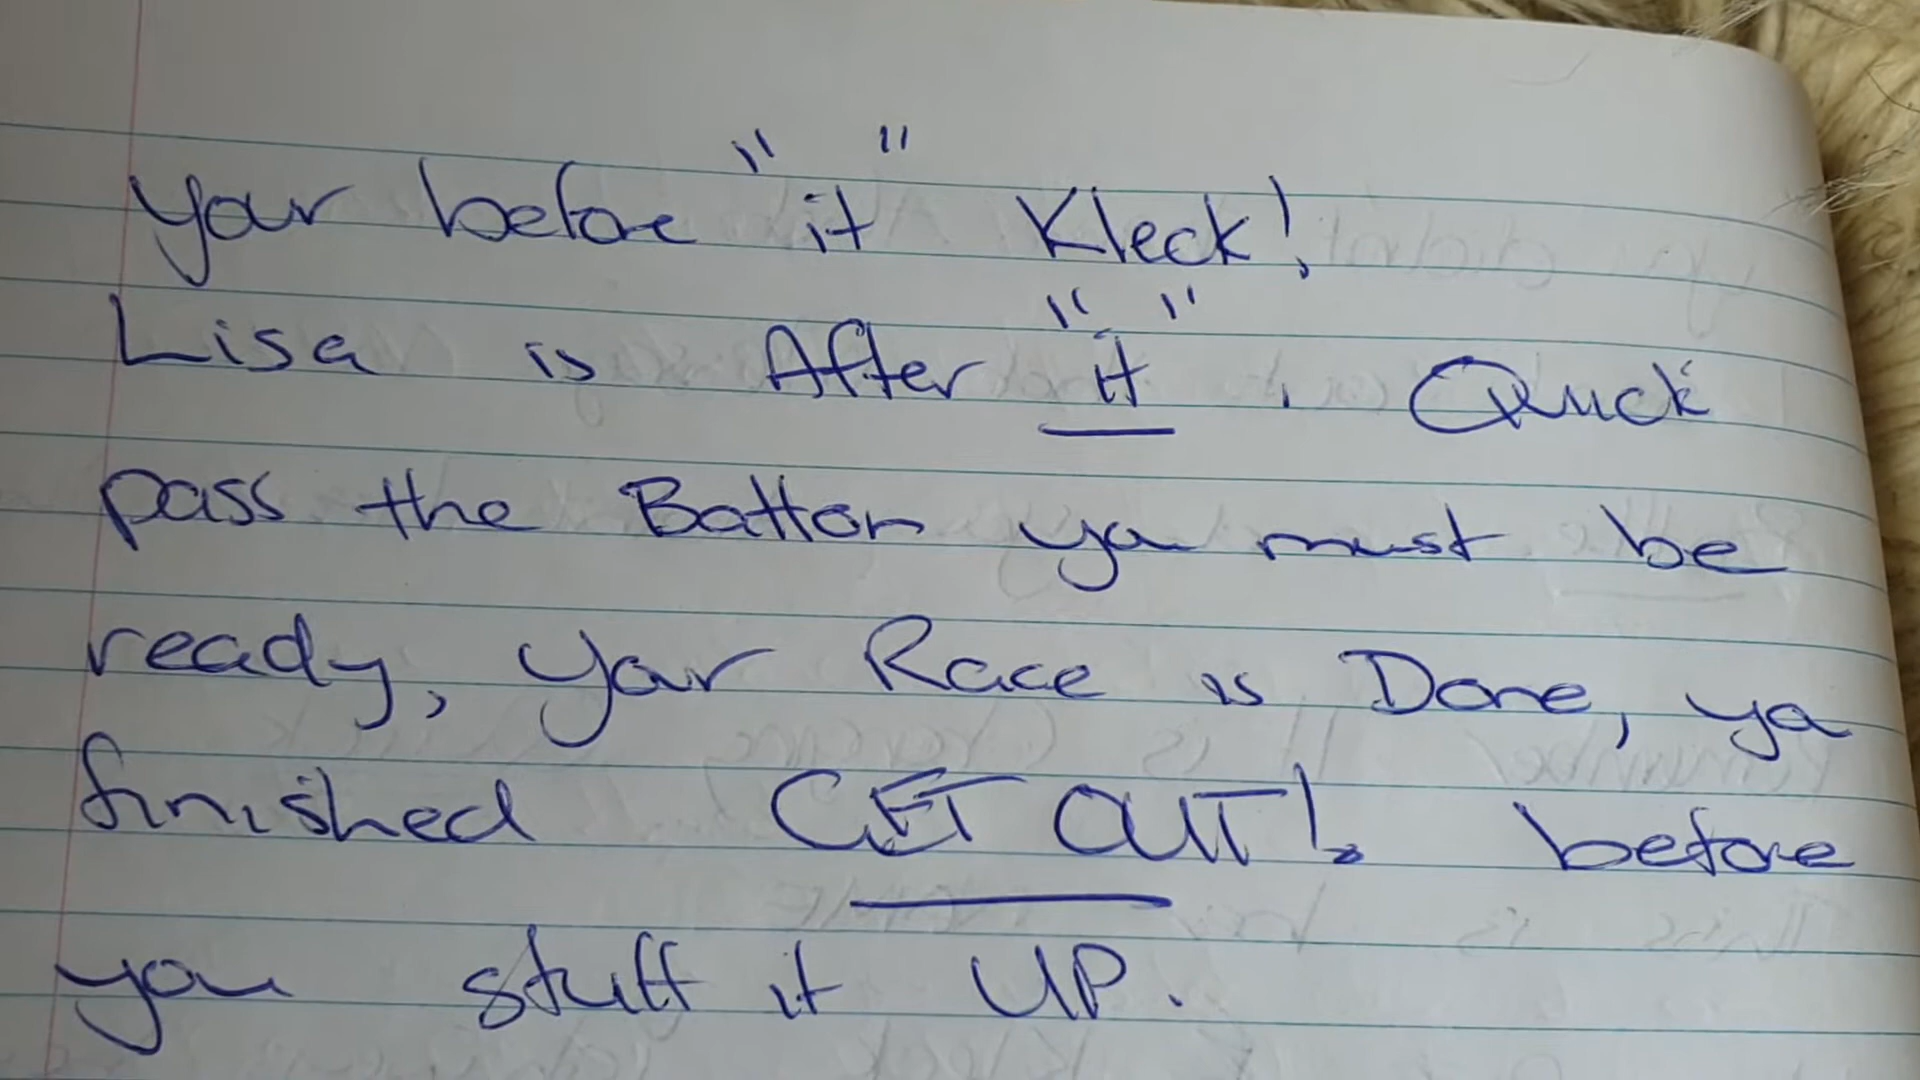 your before "it" Kleck!
Lisa is After "it". Quick
pass the Batton you must be
ready, your Race is Done, ya
finished GET OUT! before
you stuff it UP.